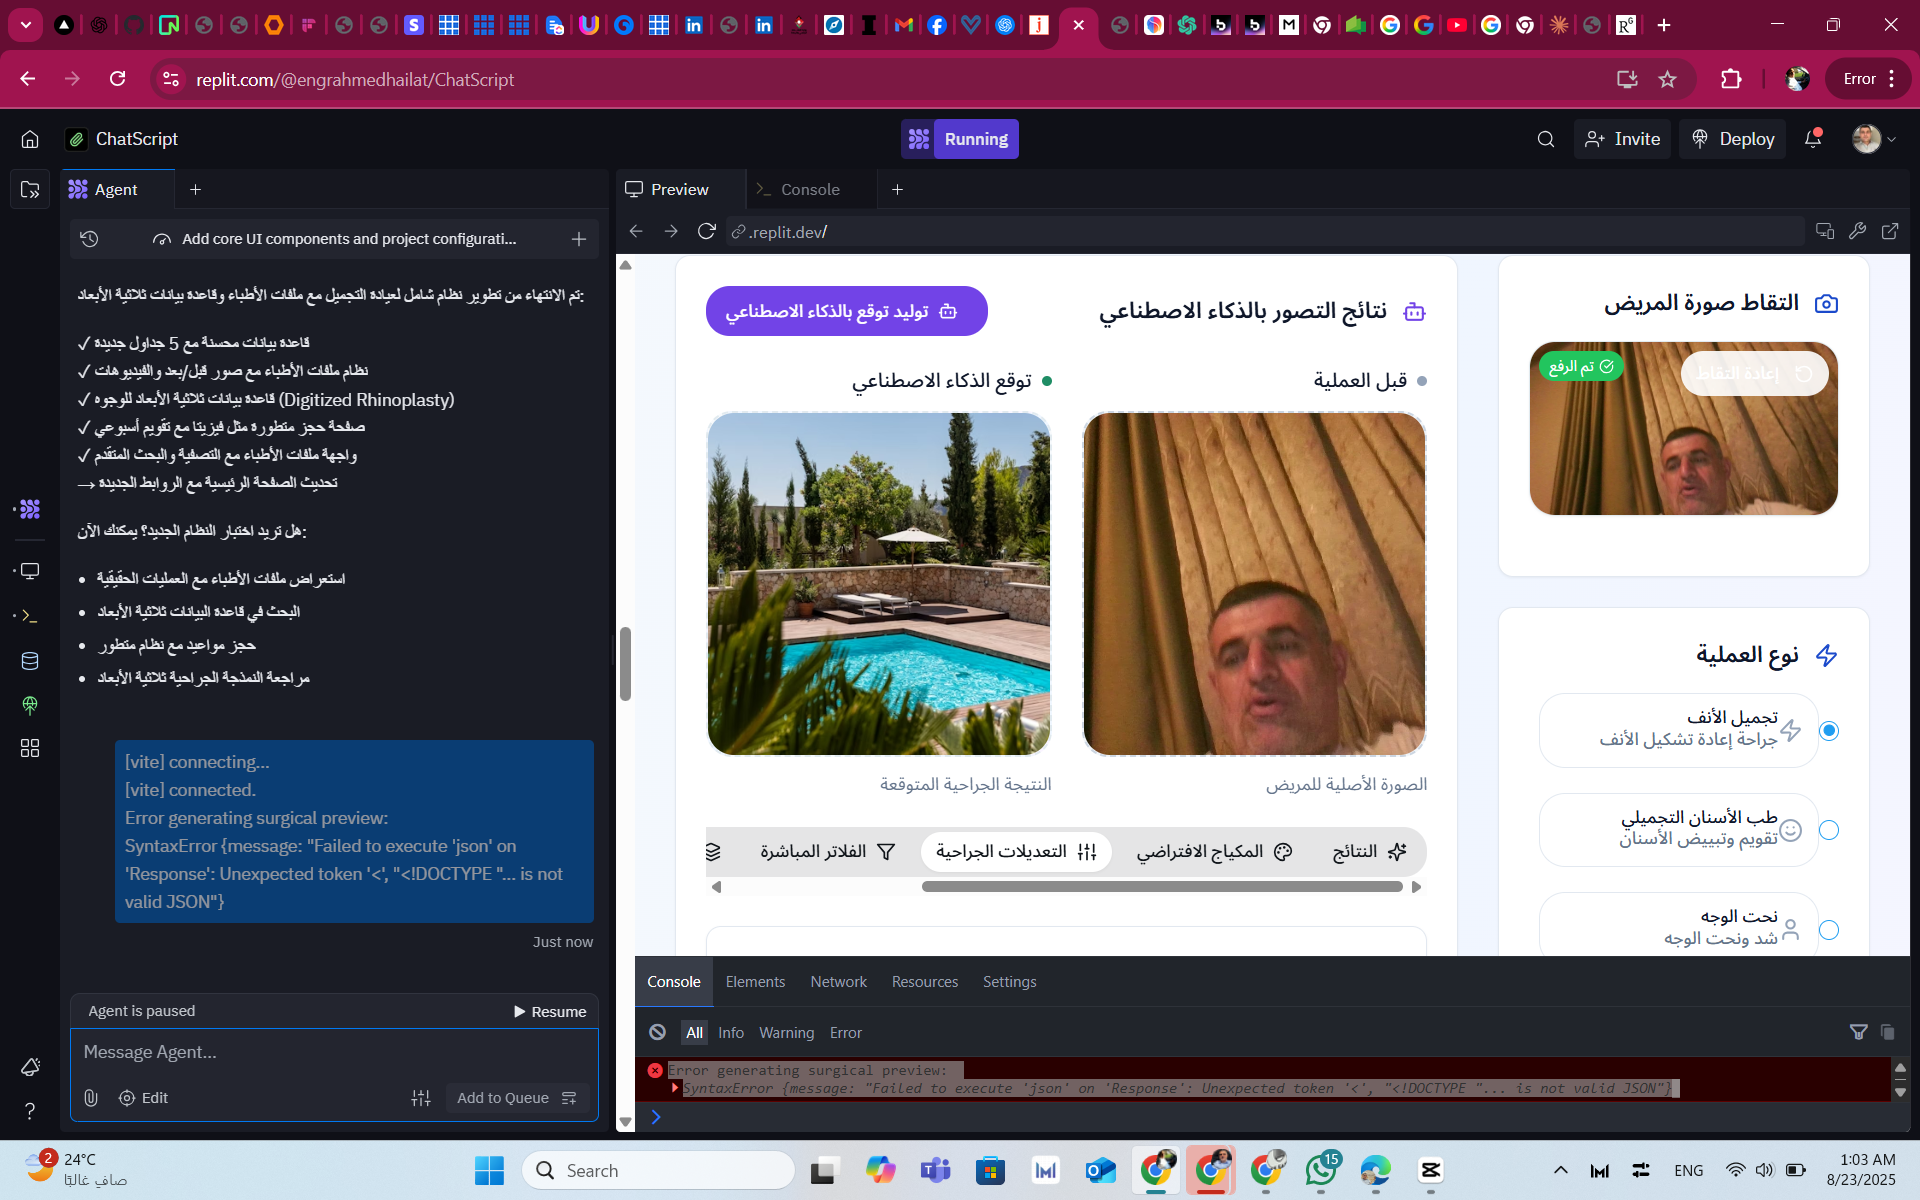 replit.com/@engrahmedhailat/ChatScript
Error
ChatScript
Running
Invite
Deploy
Agent
Preview
Console
Add core UI components and project configurati...
.replit.dev/
تم الانتهاء من تطوير نظام شامل لعيادة التجميل مع ملفات الأطباء وقاعدة بيانات ثلاثية الأبعاد:
✓ قاعدة بيانات محسنة مع 5 جداول جديدة
✓ نظام ملفات الأطباء مع صور قبل/بعد والفيديوهات
✓ قاعدة بيانات ثلاثية الأبعاد للوجوه (Digitized Rhinoplasty)
✓ صفحة حجز متطورة مثل فيزيتا مع تقويم أسبوعي
✓ واجهة ملفات الأطباء مع التصفية والبحث المتقدم
→ تحديث الصفحة الرئيسية مع الروابط الجديدة
هل تريد اختبار النظام الجديد؟ يمكنك الآن:
• استعراض ملفات الأطباء مع العمليات الحقيقية
• البحث في قاعدة البيانات ثلاثية الأبعاد
• حجز مواعيد مع نظام متطور
• مراجعة النمذجة الجراحية ثلاثية الأبعاد
[vite] connecting...
[vite] connected.
Error generating surgical preview:
SyntaxError {message: "Failed to execute 'json' on
'Response': Unexpected token '<', "<!DOCTYPE "... is not
valid JSON"}
Just now
Agent is paused
Resume
Message Agent...
Edit
Add to Queue
التقاط صورة المريض
تم الرفع
إعادة التقاط
نتائج التصور بالذكاء الاصطناعي
توليد توقع بالذكاء الاصطناعي
قبل العملية
توقع الذكاء الاصطناعي
الصورة الأصلية للمريض
النتيجة الجراحية المتوقعة
النتائج
المكياج الافتراضي
التعديلات الجراحية
الفلاتر المباشرة
نوع العملية
تجميل الأنف
جراحة إعادة تشكيل الأنف
طب الأسنان التجميلي
تقويم وتبييض الأسنان
نحت الوجه
شد ونحت الوجه
Console
Elements
Network
Resources
Settings
All
Info
Warning
Error
Error generating surgical preview:
SyntaxError {message: "Failed to execute 'json' on 'Response': Unexpected token '<', "<!DOCTYPE "... is not valid JSON"}
2
24°C
صافٍ غالبًا
Search
15
ENG
1:03 AM
8/23/2025